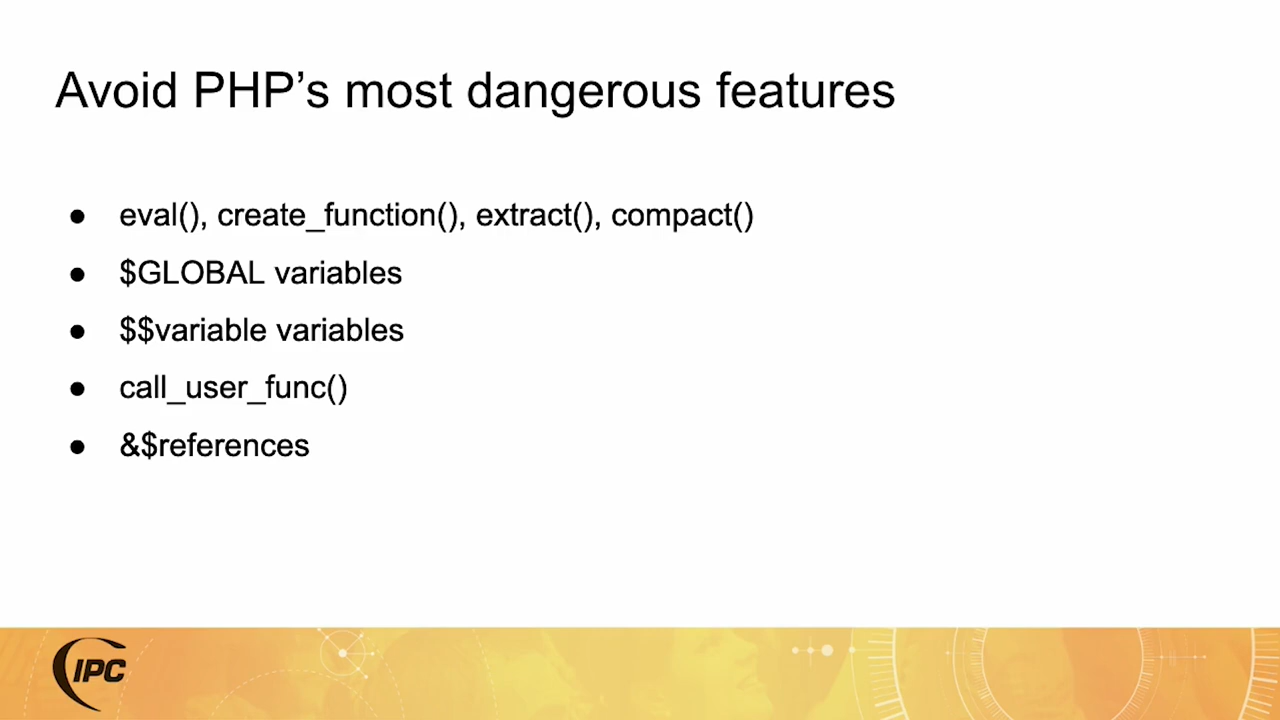 Avoid PHP’s most dangerous features
● eval(), create_function(), extract(), compact()
● $GLOBAL variables
● $$variable variables
● call_user_func()
● &$references
IPC